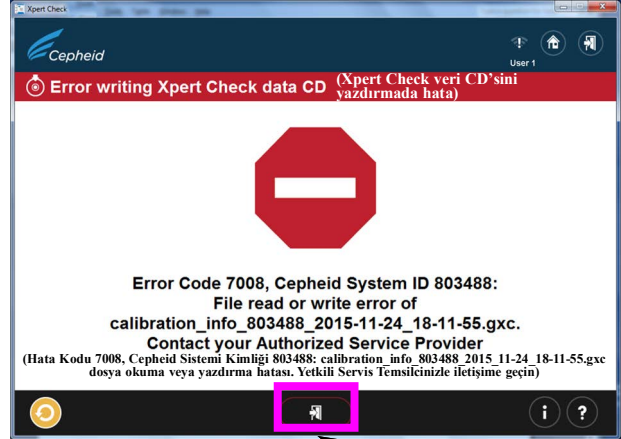 Xpert Check
Cepheid
User 1
Error writing Xpert Check data CD (Xpert Check veri CD'sini
yazdırmada hata)
Error Code 7008, Cepheid System ID 803488:
File read or write error of
calibration_info_803488_2015-11-24_18-11-55.gxc.
Contact your Authorized Service Provider
(Hata Kodu 7008, Cepheid Sistemi Kimliği 803488: calibration_info_803488_2015_11-24_18-11-55.gxc
dosya okuma veya yazdırma hatası. Yetkili Servis Temsilcinizle iletişime geçin)
i ?